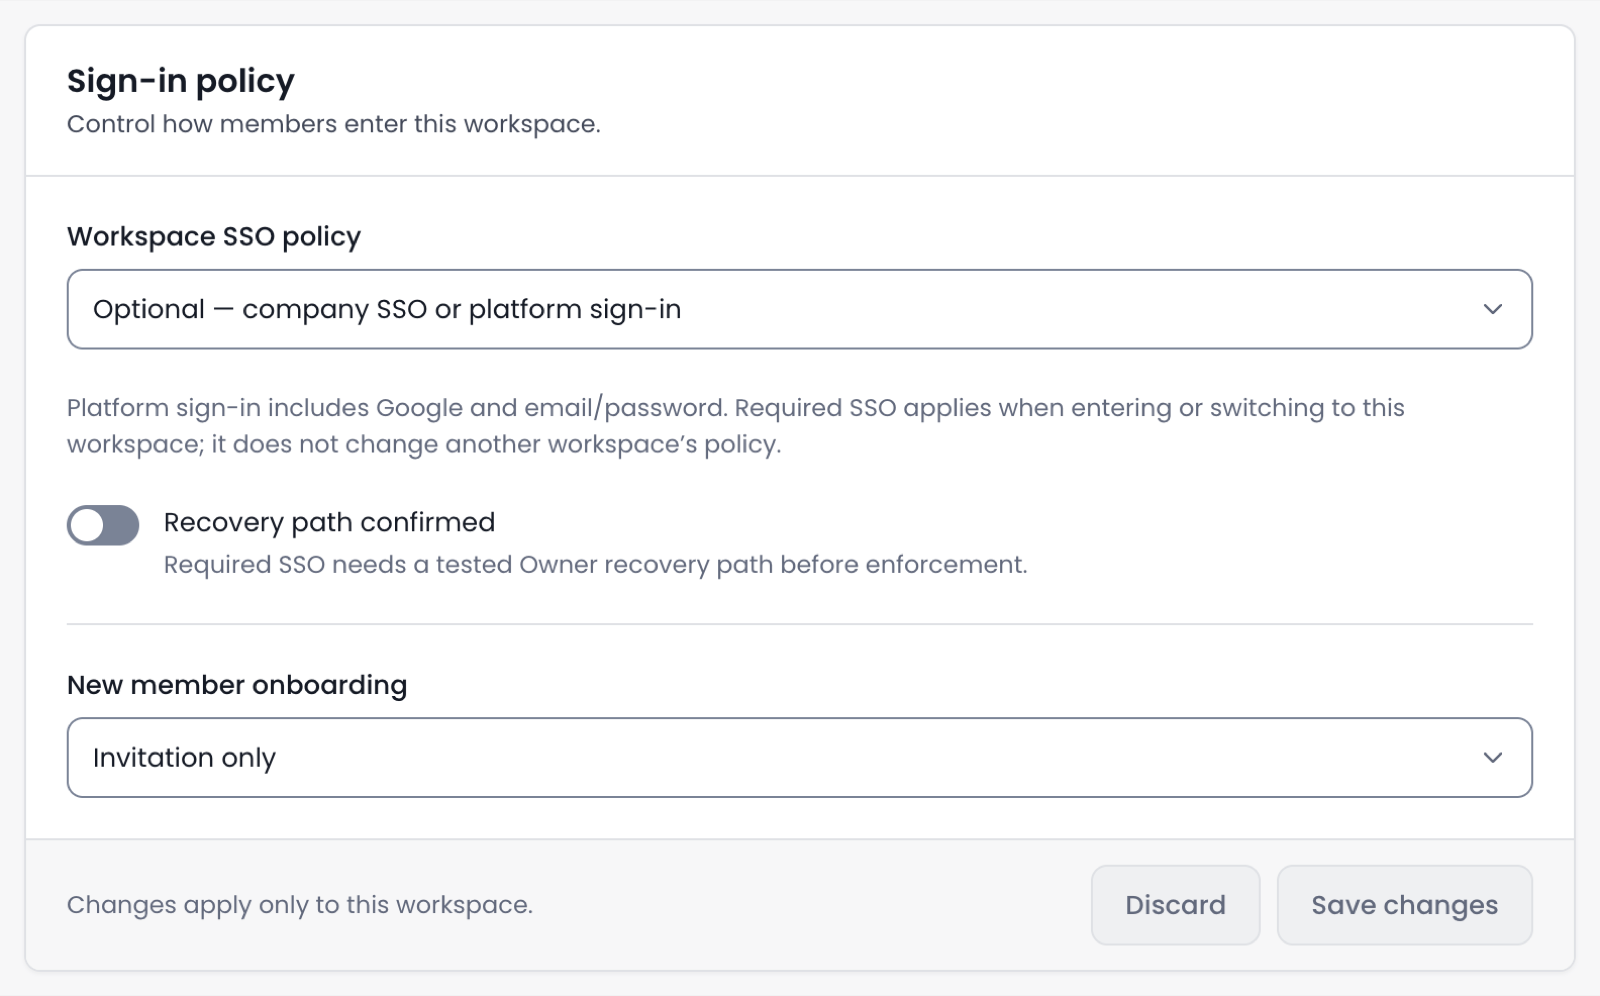 Sign-in policy
Control how members enter this workspace.
Workspace SSO policy
Optional — company SSO or platform sign-in
Platform sign-in includes Google and email/password. Required SSO applies when entering or switching to this
workspace; it does not change another workspace’s policy.
Recovery path confirmed
Required SSO needs a tested Owner recovery path before enforcement.
New member onboarding
Invitation only
Changes apply only to this workspace.
Discard
Save changes